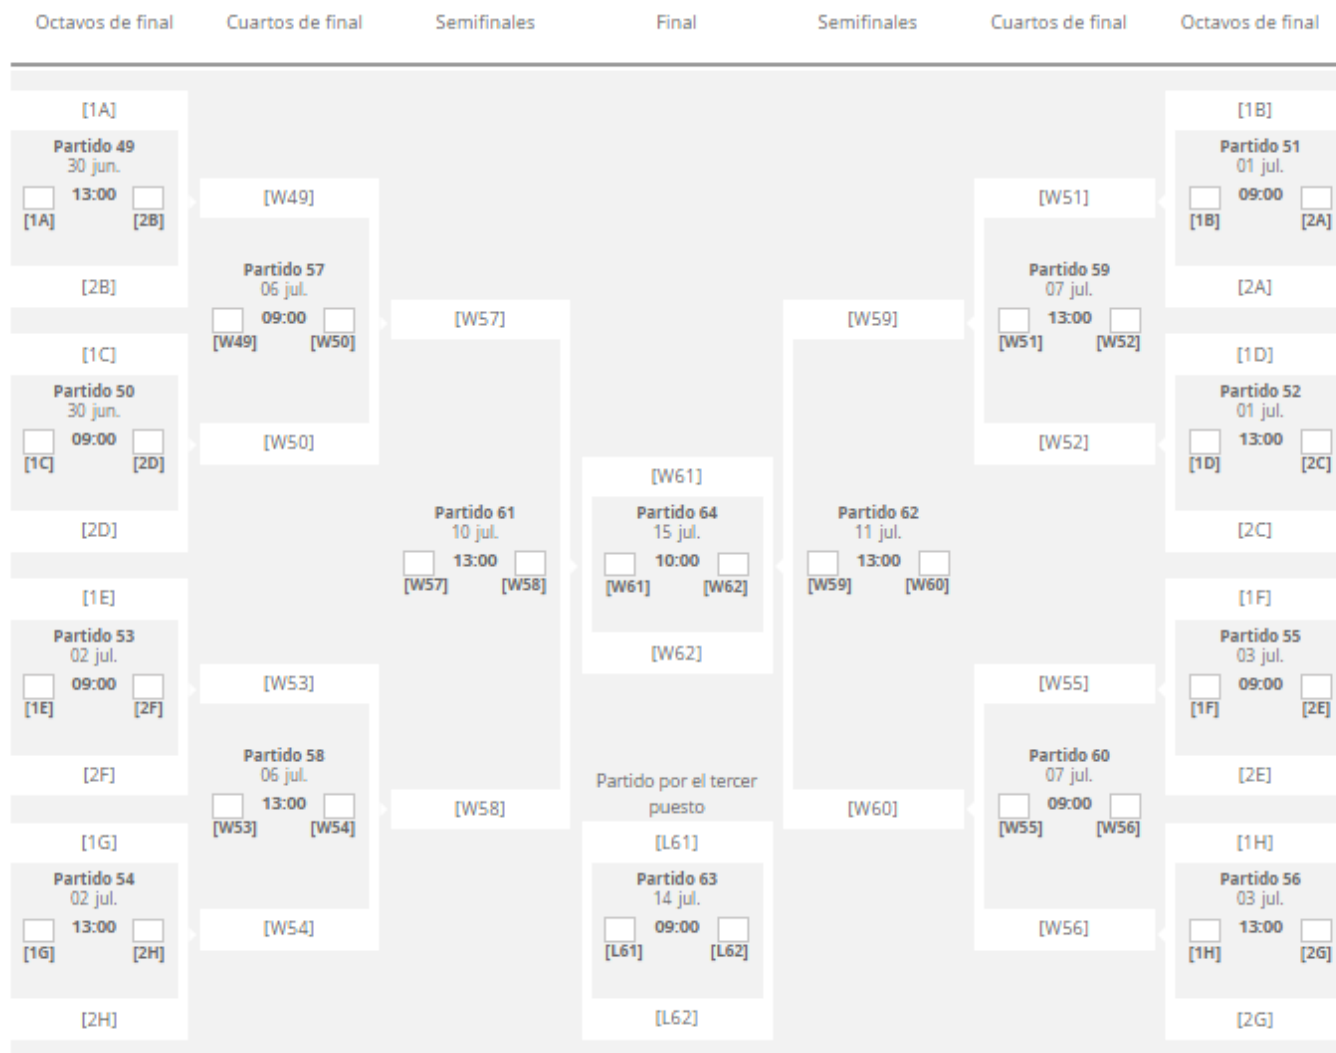 Octavos de final
Cuartos de final
Semifinales
Final
Semifinales
Cuartos de final
Octavos de final
[1A]
Partido 49
30 jun.
13:00
[1A] [2B]
[2B]
[1C]
Partido 50
30 jun.
09:00
[1C] [2D]
[2D]
[1E]
Partido 53
02 jul.
09:00
[1E] [2F]
[2F]
[1G]
Partido 54
02 jul.
13:00
[1G] [2H]
[2H]
[W49]
Partido 57
06 jul.
09:00
[W49] [W50]
[W50]
[W53]
Partido 58
06 jul.
13:00
[W53] [W54]
[W54]
[W57]
Partido 61
10 jul.
13:00
[W57] [W58]
[W58]
[W61]
Partido 64
15 jul.
10:00
[W61] [W62]
[W62]
Partido por el tercer
puesto
[L61]
Partido 63
14 jul.
09:00
[L61] [L62]
[L62]
[W59]
Partido 62
11 jul.
13:00
[W59] [W60]
[W60]
[W51]
Partido 59
07 jul.
13:00
[W51] [W52]
[W52]
[W55]
Partido 60
07 jul.
09:00
[W55] [W56]
[W56]
[1B]
Partido 51
01 jul.
09:00
[1B] [2A]
[2A]
[1D]
Partido 52
01 jul.
13:00
[1D] [2C]
[2C]
[1F]
Partido 55
03 jul.
09:00
[1F] [2E]
[2E]
[1H]
Partido 56
03 jul.
13:00
[1H] [2G]
[2G]